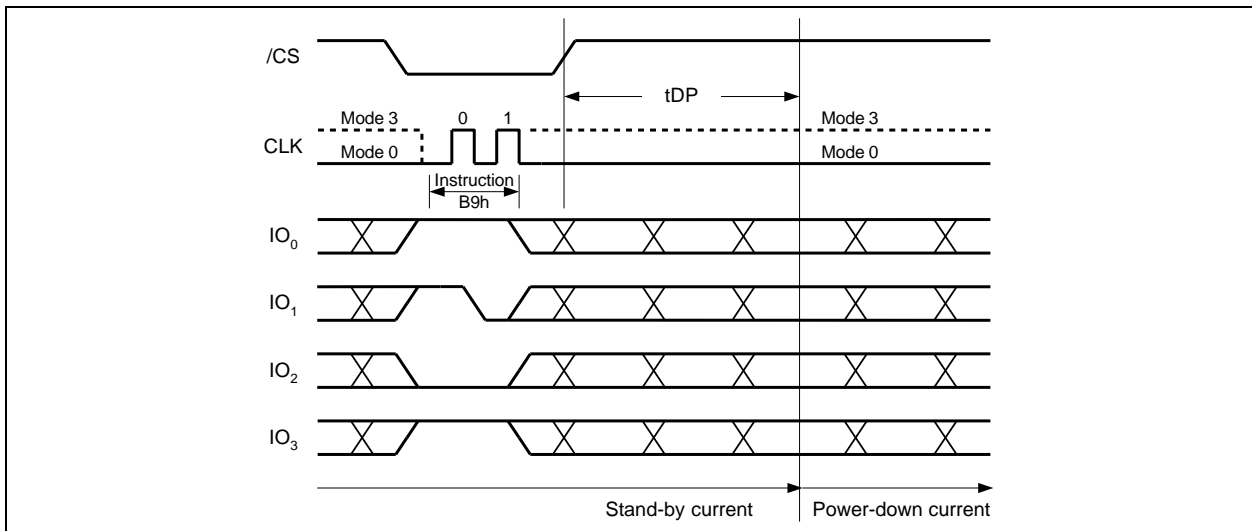 /CS
tDP
Mode 3 0 1 Mode 3
CLK
Mode 0 Mode 0
Instruction
B9h
IO0
IO1
IO2
IO3
Stand-by current Power-down current